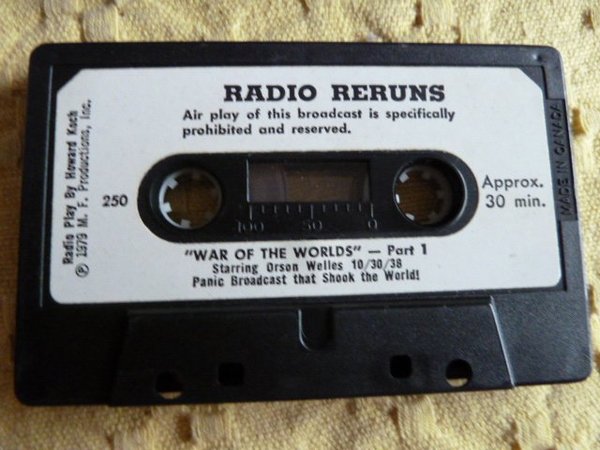 RADIO RERUNS
Air play of this broadcast is specifically
prohibited and reserved.
Radio Play By Howard Koch
℗ 1979 M. F. Productions, Inc.
250
100 50 0
Approx.
30 min.
MADE IN CANADA
"WAR OF THE WORLDS" — Part 1
Starring Orson Welles 10/30/38
Panic Broadcast that Shook the World!